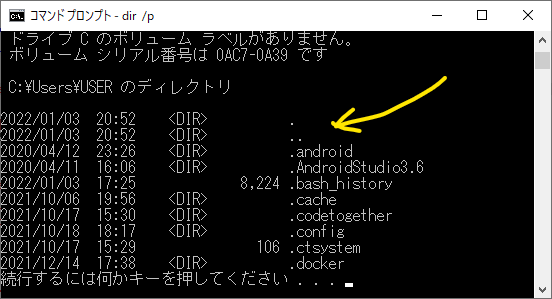 コマンド プロンプト - dir /p
ドライブ C のボリューム ラベルがありません。
ボリューム シリアル番号は 0AC7-0A39 です
C:¥Users¥USER のディレクトリ
2022/01/03  20:52    <DIR>          .
2022/01/03  20:52    <DIR>          ..
2020/04/12  23:26    <DIR>          .android
2020/04/11  16:06    <DIR>          .AndroidStudio3.6
2022/01/03  17:25             8,224 .bash_history
2021/10/06  19:56    <DIR>          .cache
2021/10/17  15:30    <DIR>          .codetogether
2021/10/18  18:17    <DIR>          .config
2021/10/17  15:29               106 .ctsystem
2021/12/14  17:38    <DIR>          .docker
続行するには何かキーを押してください . . .